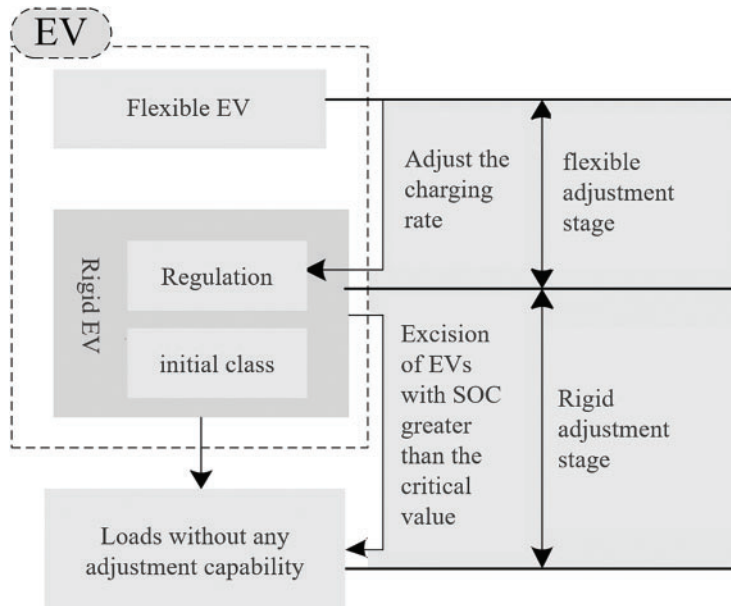 EV
Flexible EV
Adjust the
charging
rate
flexible
adjustment
stage
Rigid EV
Regulation
initial class
Excision
of EVs
with SOC
greater
than the
critical
value
Rigid
adjustment
stage
Loads without any
adjustment capability